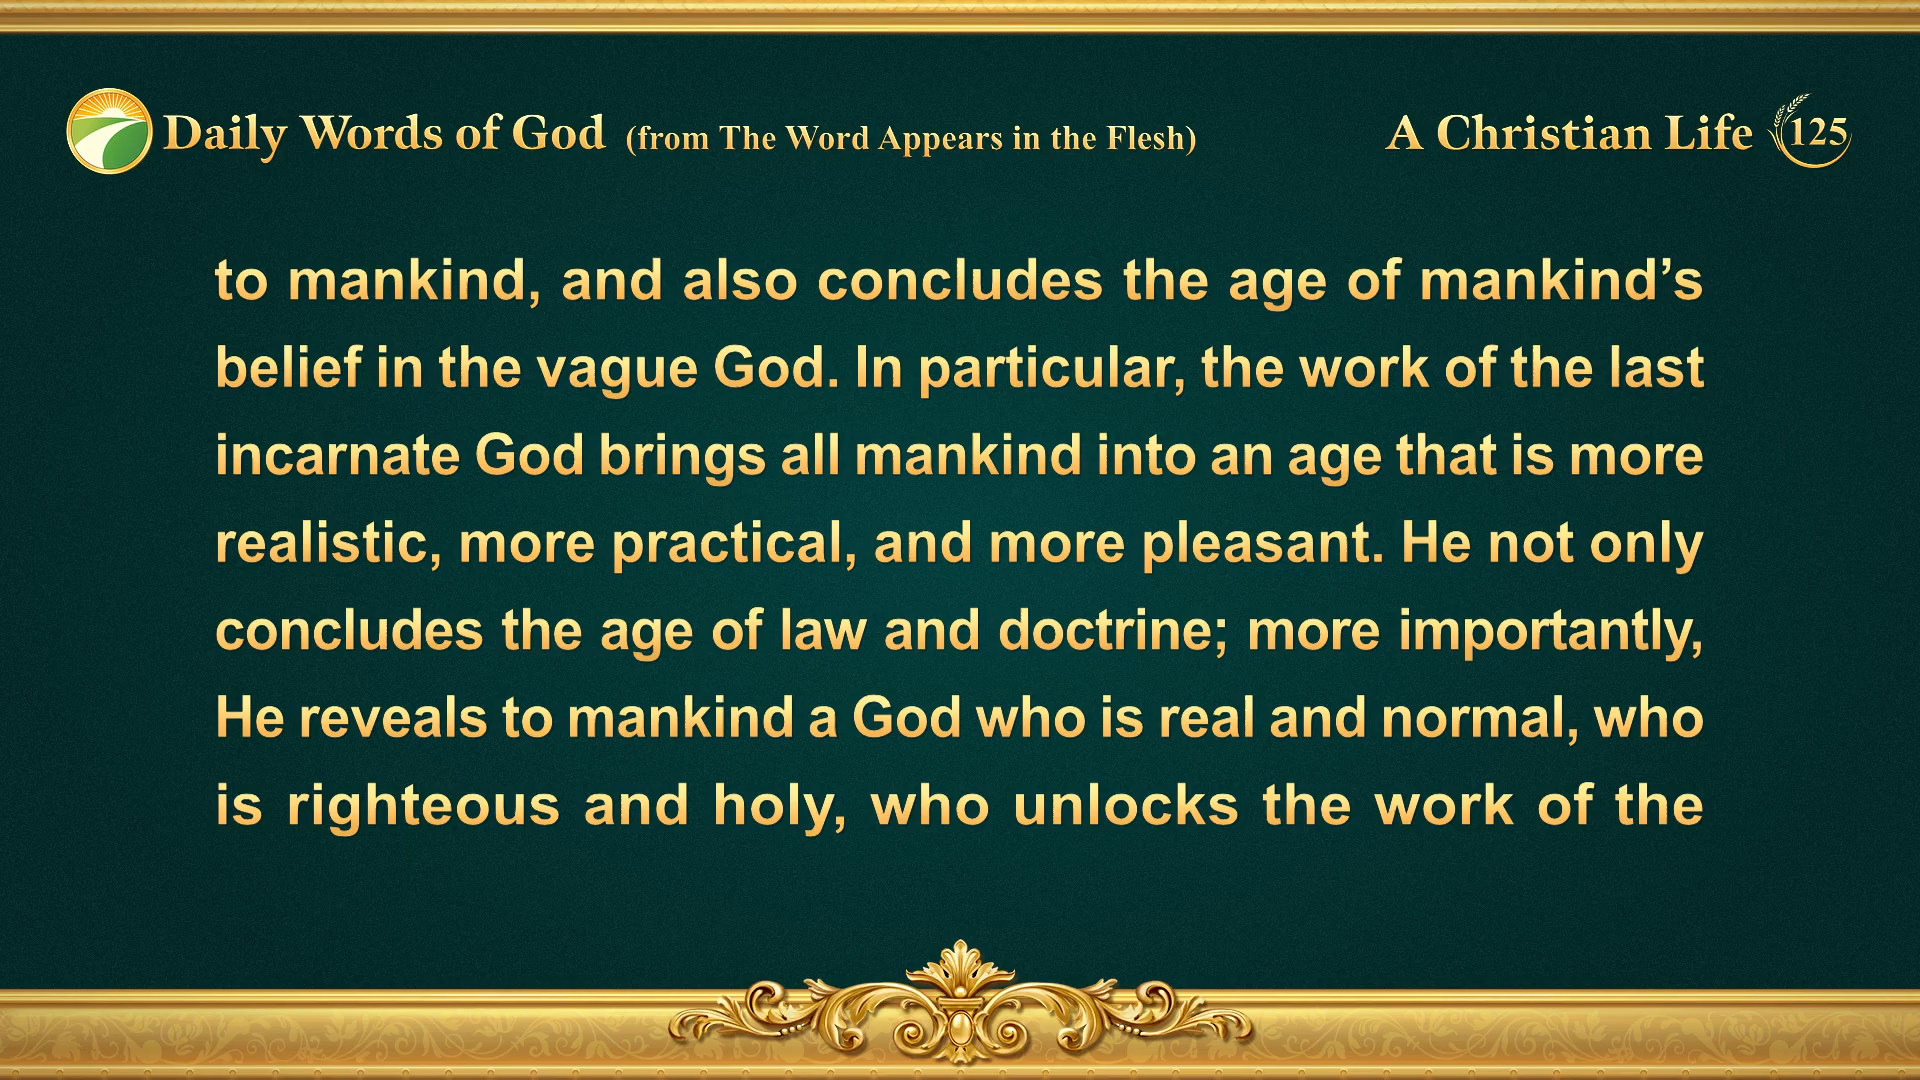 Daily Words of God (from The Word Appears in the Flesh)
A Christian Life 125
to mankind, and also concludes the age of mankind’s
belief in the vague God. In particular, the work of the last
incarnate God brings all mankind into an age that is more
realistic, more practical, and more pleasant. He not only
concludes the age of law and doctrine; more importantly,
He reveals to mankind a God who is real and normal, who
is righteous and holy, who unlocks the work of the